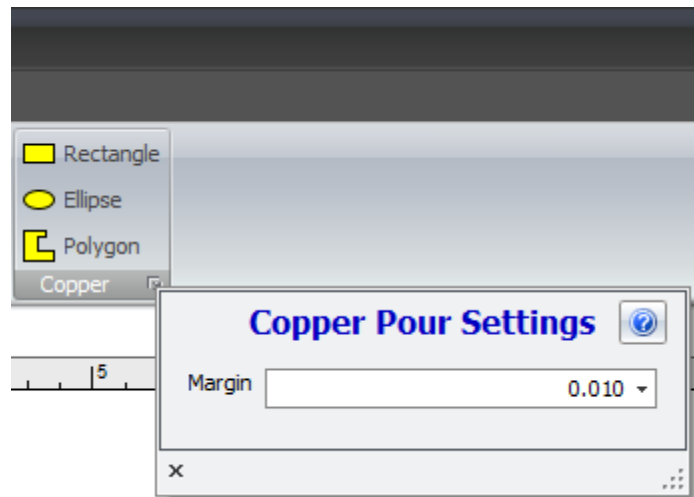 Rectangle
Ellipse
Polygon
Copper
Copper Pour Settings
5
Margin
0.010